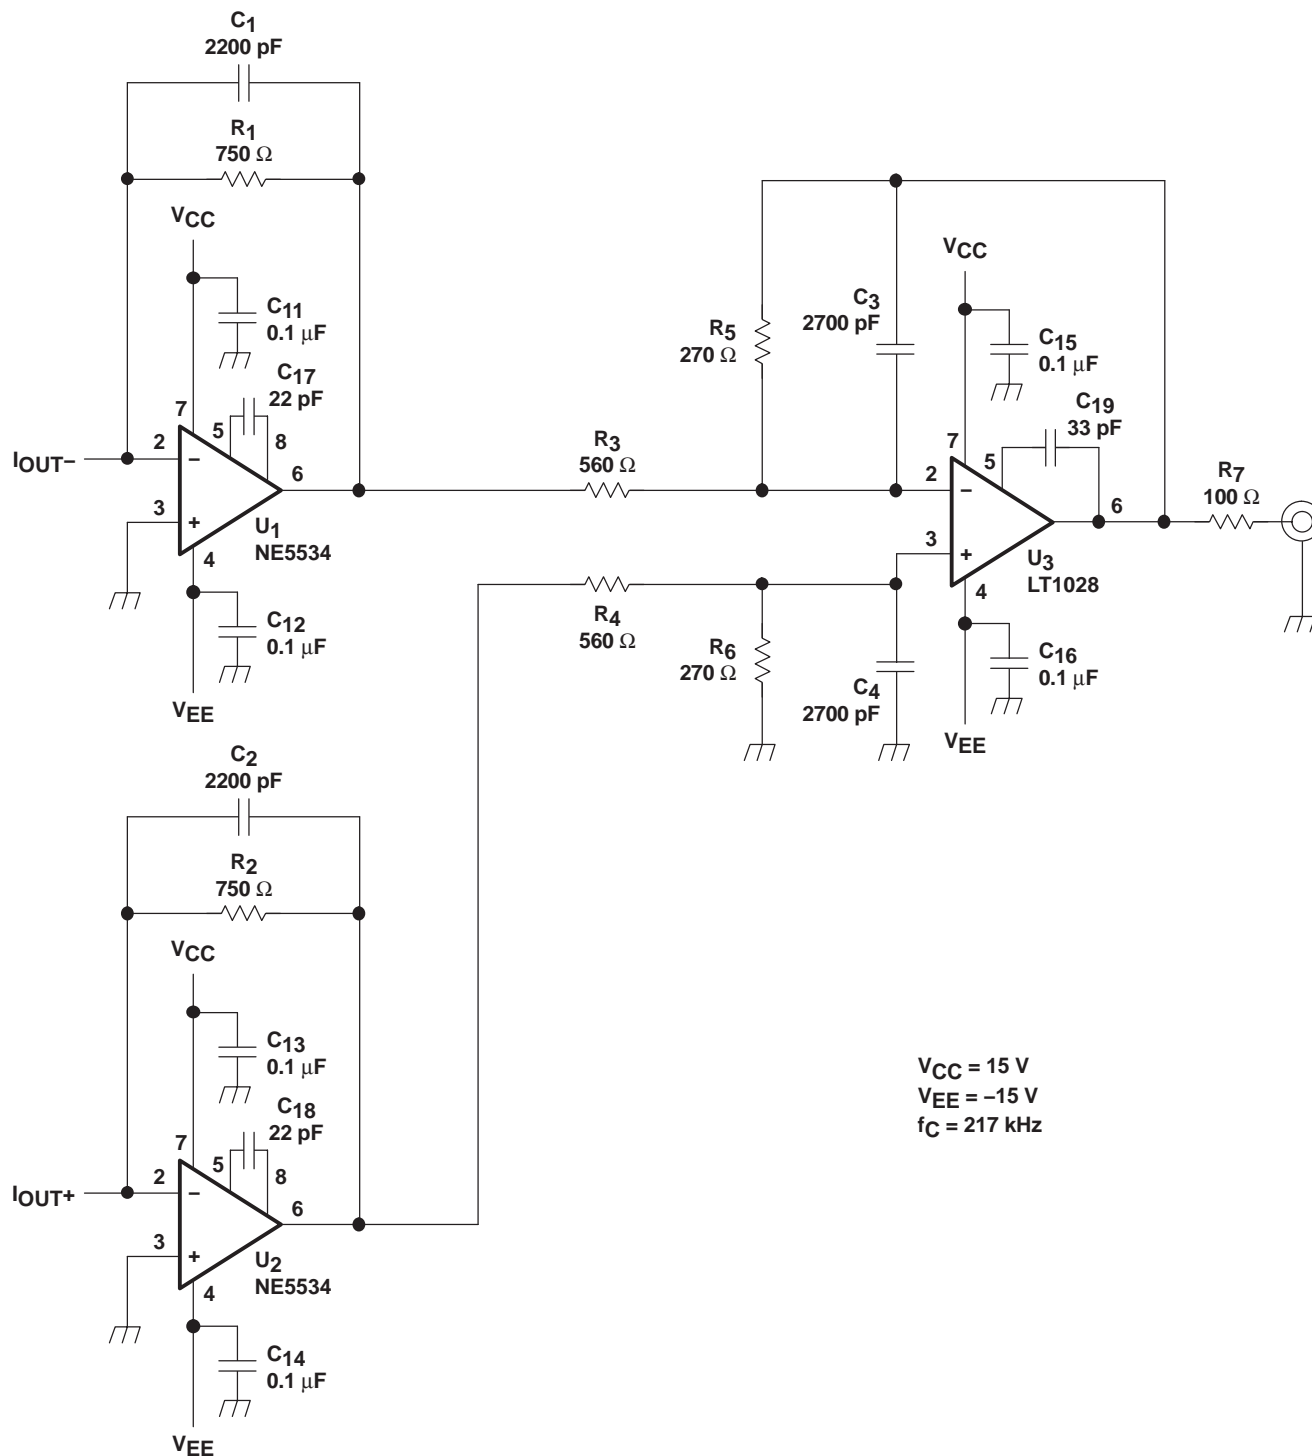 C1
2200 pF
R1
750 Ω
VCC
C11
0.1 µF
C17
22 pF
7
5
8
2
–
IOUT–
6
3
+
U1
NE5534
4
C12
0.1 µF
VEE
R3
560 Ω
R5
270 Ω
C3
2700 pF
VCC
C15
0.1 µF
C19
33 pF
7
5
2
–
6
R7
100 Ω
3
+
U3
LT1028
4
R4
560 Ω
R6
270 Ω
C4
2700 pF
C16
0.1 µF
VEE
C2
2200 pF
R2
750 Ω
VCC
C13
0.1 µF
C18
22 pF
7
5
8
2
–
IOUT+
6
3
+
U2
NE5534
4
C14
0.1 µF
VEE
VCC = 15 V
VEE = –15 V
fC = 217 kHz